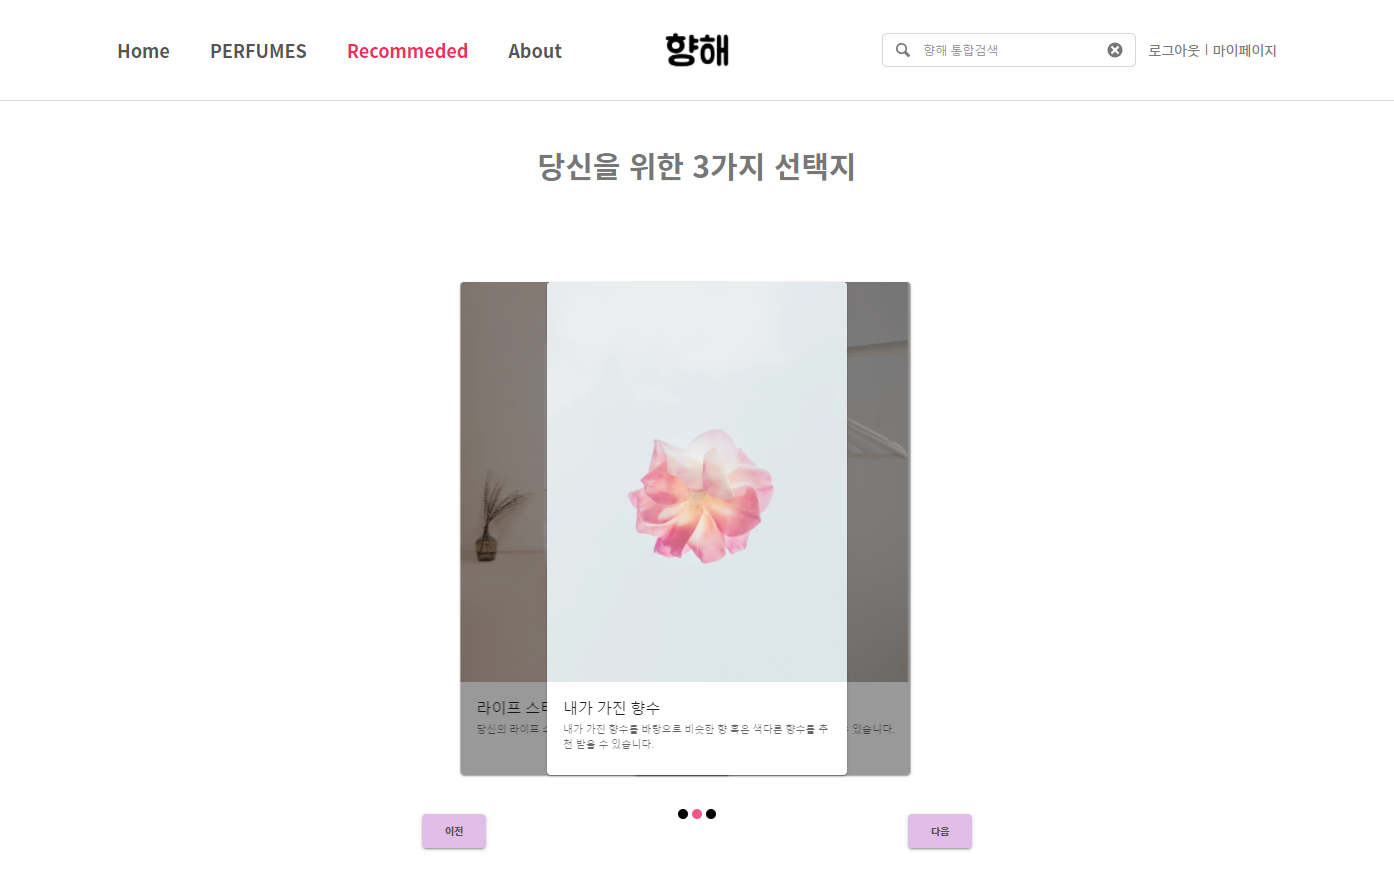 Home PERFUMES Recommeded About 향해 향해 통합검색 로그아웃 | 마이페이지
당신을 위한 3가지 선택지
라이프 스
내가 가진 향수
당신의 라이프
내가 가진 향수를 바탕으로 비슷한 향 혹은 색다른 향수를 추
천 받을 수 있습니다.
있습니다.
이전
다음